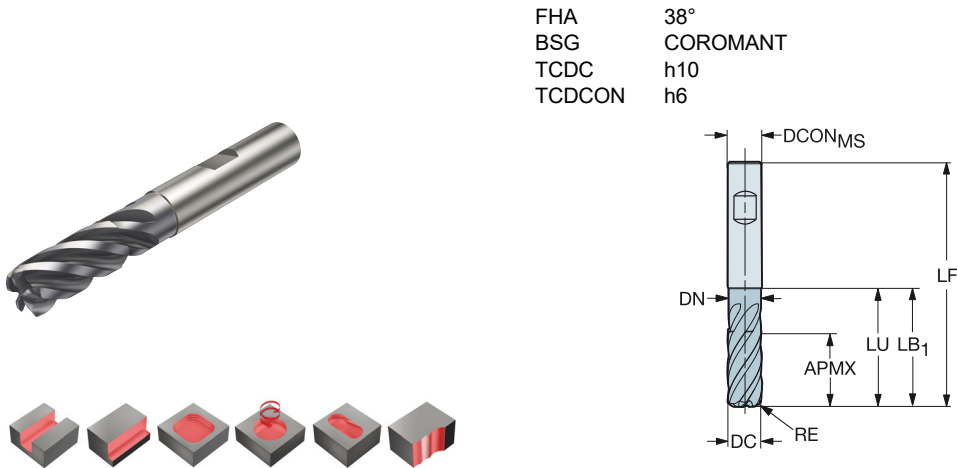 FHA 38°
BSG COROMANT
TCDC h10
TCDCON h6
DCONMS
LF
DN
LU LB1
APMX
RE
DC